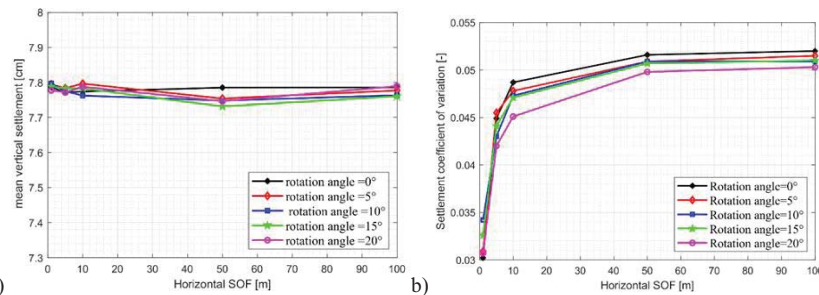 8
7.9
7.8
7.7
7.6
7.5
7.4
7.3
0 10 20 30 40 50 60 70 80 90 100
mean vertical settlement [cm]
Horizontal SOF [m]
rotation angle =0°
rotation angle =5°
rotation angle =10°
rotation angle =15°
rotation angle =20°
)
b)
0.055
0.05
0.045
0.04
0.035
0.03
0 10 20 30 40 50 60 70 80 90 100
Settlement coefficient of variation [-]
Horizontal SOF [m]
Rotation angle=0°
Rotation angle=5°
Rotation angle=10°
Rotation angle=15°
Rotation angle=20°